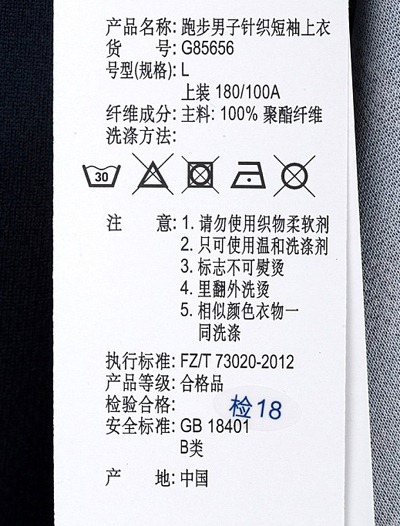 产品名称: 跑步男子针织短袖上衣
货 号: G85656
号型(规格): L
上装 180/100A
纤维成分: 主料: 100% 聚酯纤维
洗涤方法:
30
注 意: 1. 请勿使用织物柔软剂
2. 只可使用温和洗涤剂
3. 标志不可熨烫
4. 里翻外洗烫
5. 相似颜色衣物一
同洗涤
执行标准: FZ/T 73020-2012
产品等级: 合格品
检验合格: 检18
安全标准: GB 18401
B类
产 地: 中国